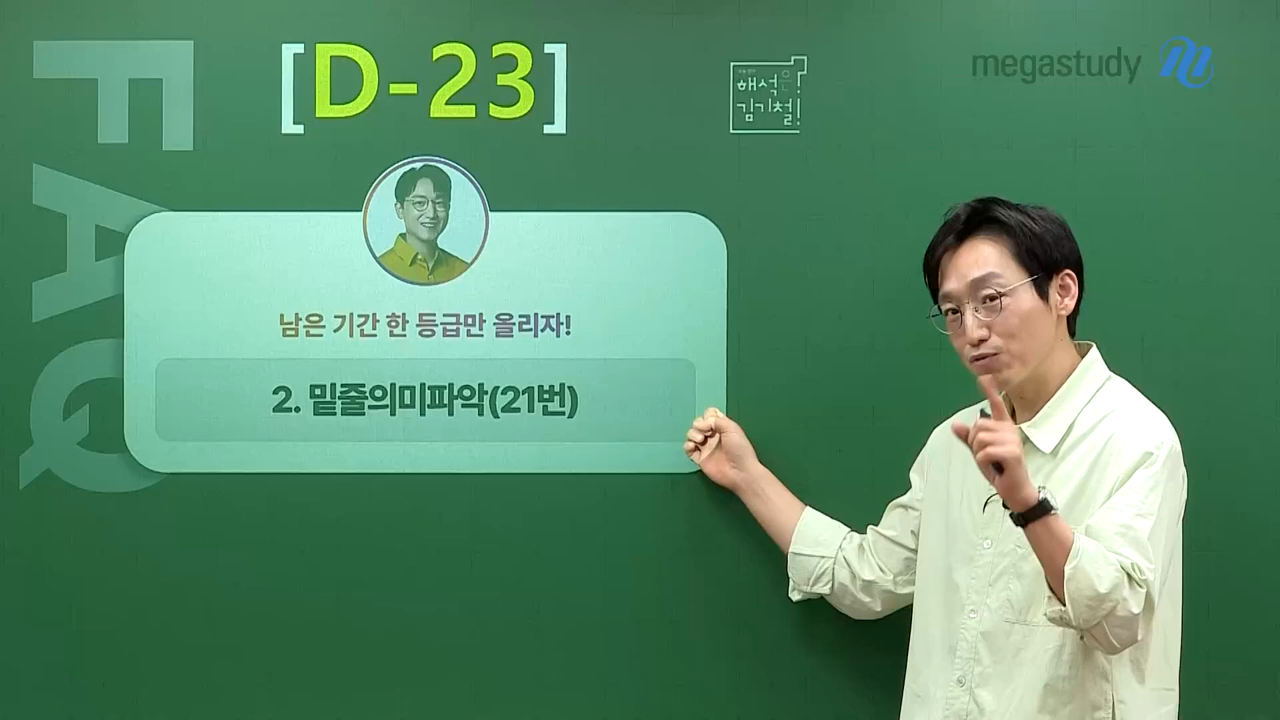 FAQ
[D-23]
해석은?
김기철!
megastudy
남은 기간 한 등급만 올리자!
2. 밑줄의미파악(21번)